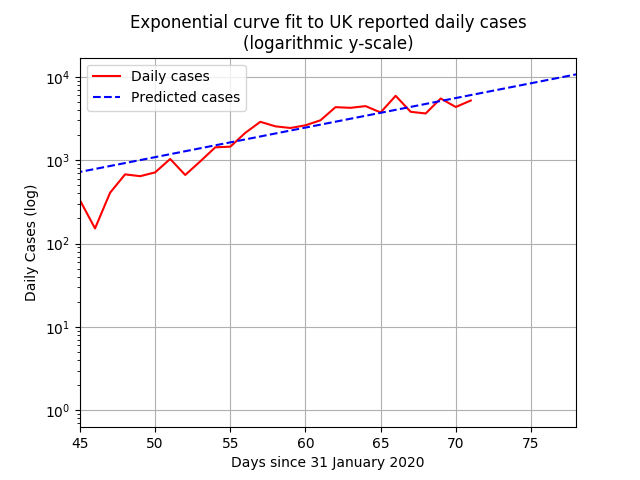 Exponential curve fit to UK reported daily cases
(logarithmic y-scale)
Daily cases
Predicted cases
Daily Cases (log)
10⁴
10³
10²
10¹
10⁰
45 50 55 60 65 70 75
Days since 31 January 2020